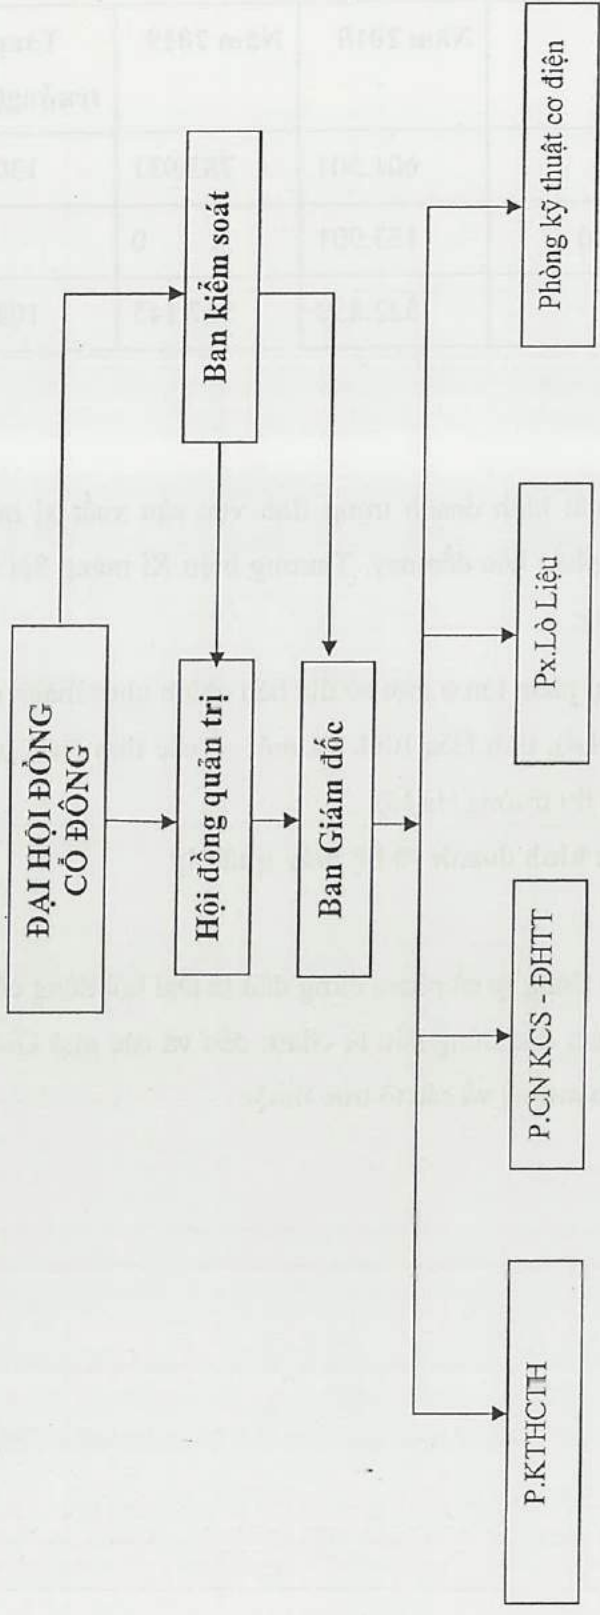 ĐẠI HỘI ĐỒNG
CỔ ĐÔNG
Ban kiểm soát
Hội đồng quản trị
Ban Giám đốc
P.KTHCTH
P.CN KCS - ĐHTT
Px.Lò Liệu
Phòng kỹ thuật cơ điện